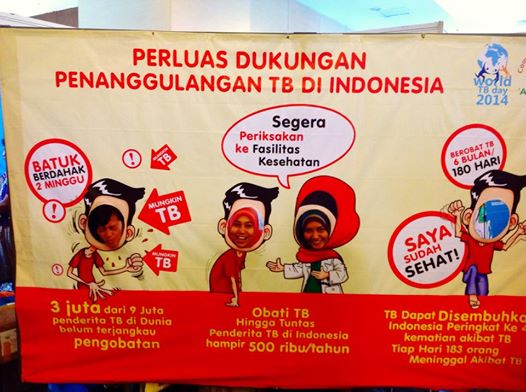 PERLUAS DUKUNGAN
PENANGGULANGAN TB DI INDONESIA
world
TB day
2014
BATUK
BERDAHAK
2 MINGGU
!
!
!
TB
MUNGKIN
TB
MUNGKIN
TB
Segera
Periksakan
ke Fasilitas
Kesehatan
BEROBAT TB
6 BULAN/
180 HARI
SAYA
SUDAH
SEHAT!
3 juta dari 9 Juta
penderita TB di Dunia
belum terjangkau
pengobatan
Obati TB
Hingga Tuntas
Penderita TB di Indonesia
hampir 500 ribu/tahun
TB Dapat Disembuhka
Indonesia Peringkat Ke 4
kematian akibat TB
Tiap Hari 183 orang
Meninggal Akibat TB